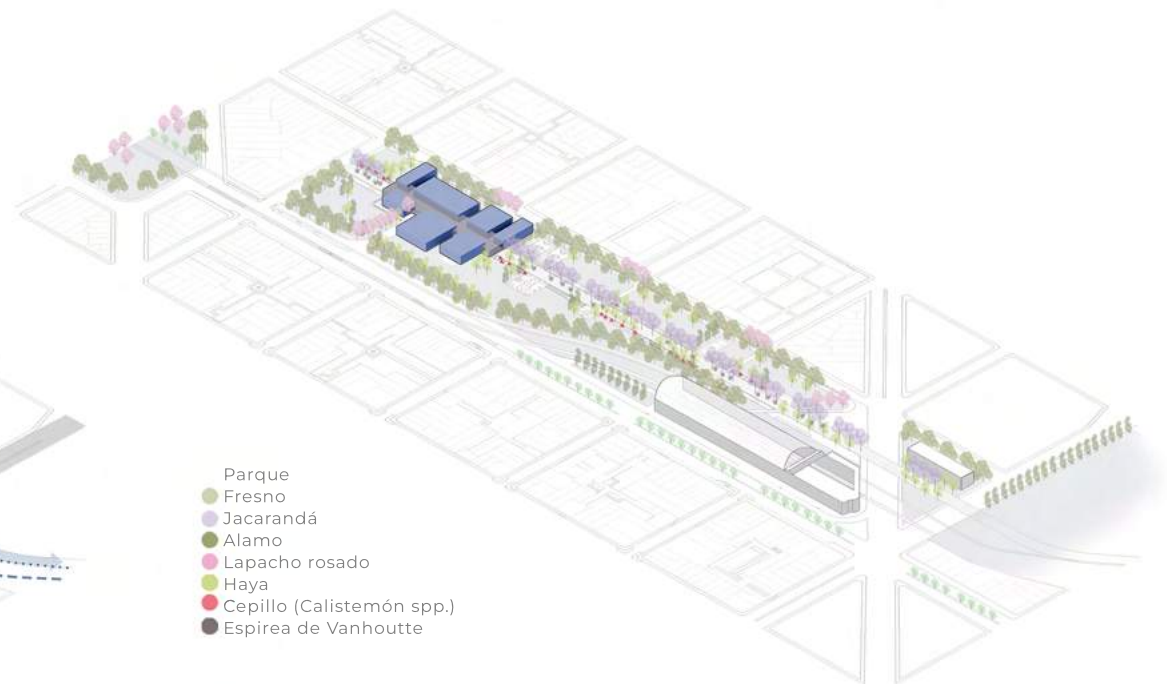 Parque
Fresno
Jacarandá
Alamo
Lapacho rosado
Haya
Cepillo (Calistemón spp.)
Espirea de Vanhoutte